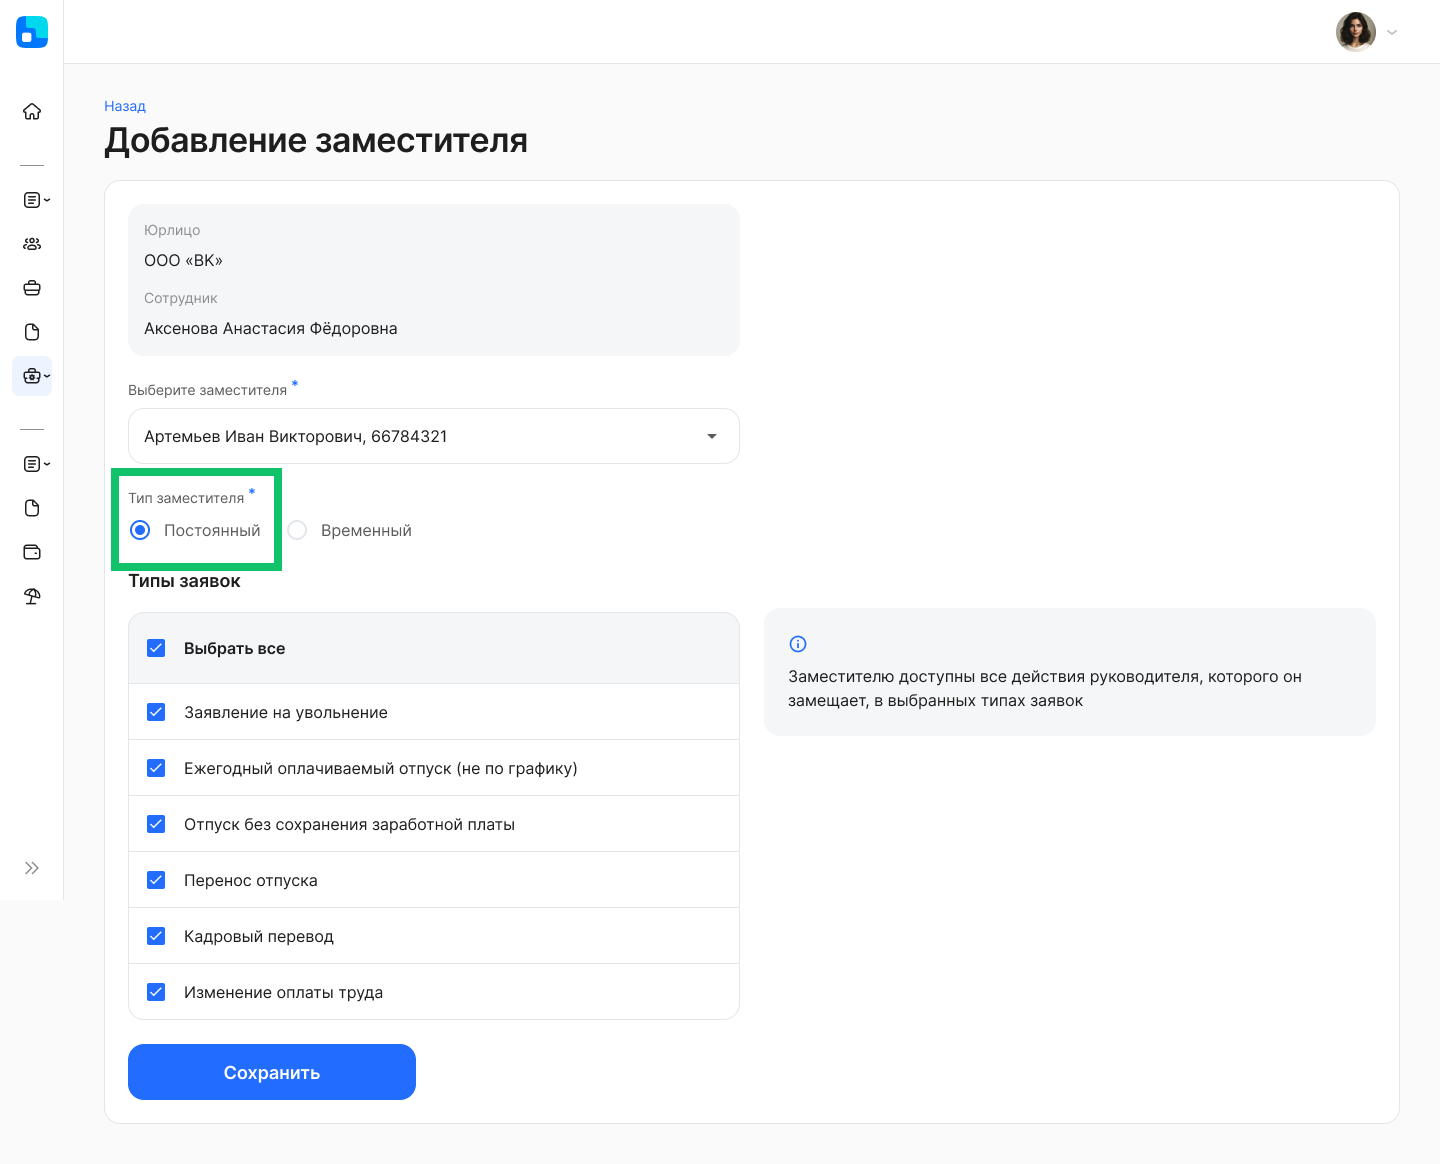 Назад
Добавление заместителя
Юрлицо
ООО «ВК»
Сотрудник
Аксенова Анастасия Фёдоровна
Выберите заместителя *
Артемьев Иван Викторович, 66784321
Тип заместителя *
Постоянный Временный
Типы заявок
Выбрать все
Заявление на увольнение
Ежегодный оплачиваемый отпуск (не по графику)
Отпуск без сохранения заработной платы
Перенос отпуска
Кадровый перевод
Изменение оплаты труда
Заместителю доступны все действия руководителя, которого он
замещает, в выбранных типах заявок
Сохранить